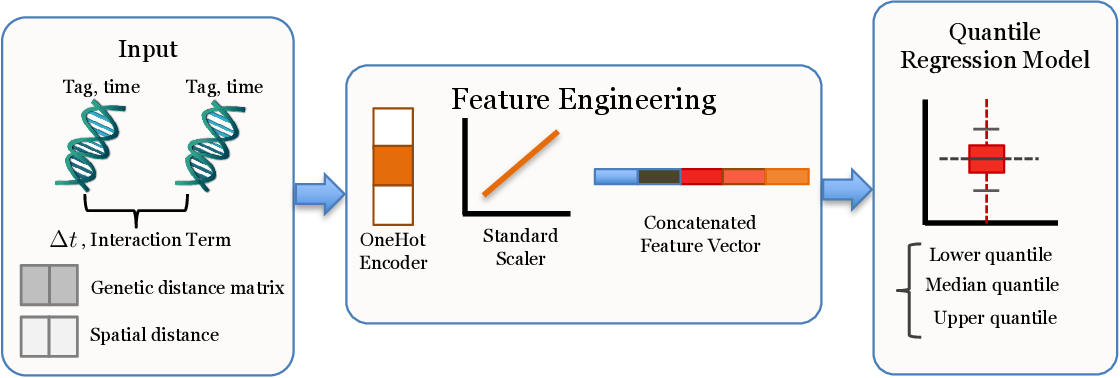 Input
Tag, time
Tag, time
Δt, Interaction Term
Genetic distance matrix
Spatial distance
Feature Engineering
OneHot
Encoder
Standard
Scaler
Concatenated
Feature Vector
Quantile
Regression Model
Lower quantile
Median quantile
Upper quantile